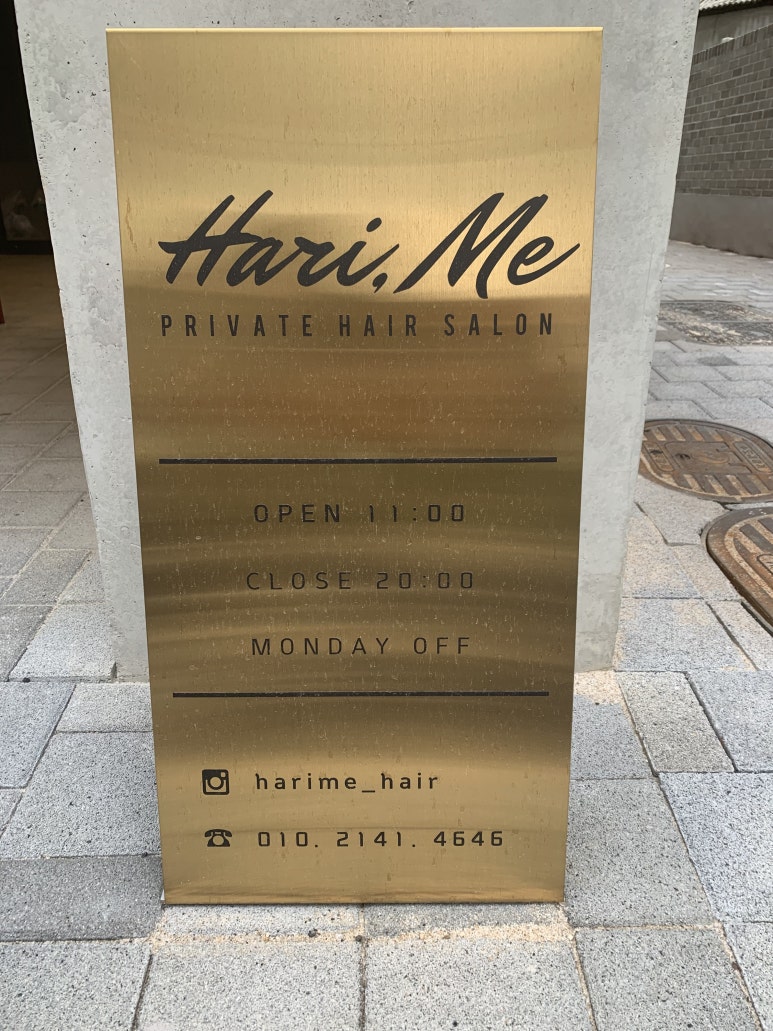 Hari, Me
PRIVATE HAIR SALON
OPEN 11:00
CLOSE 20:00
MONDAY OFF
harime_hair
010. 2141. 4646